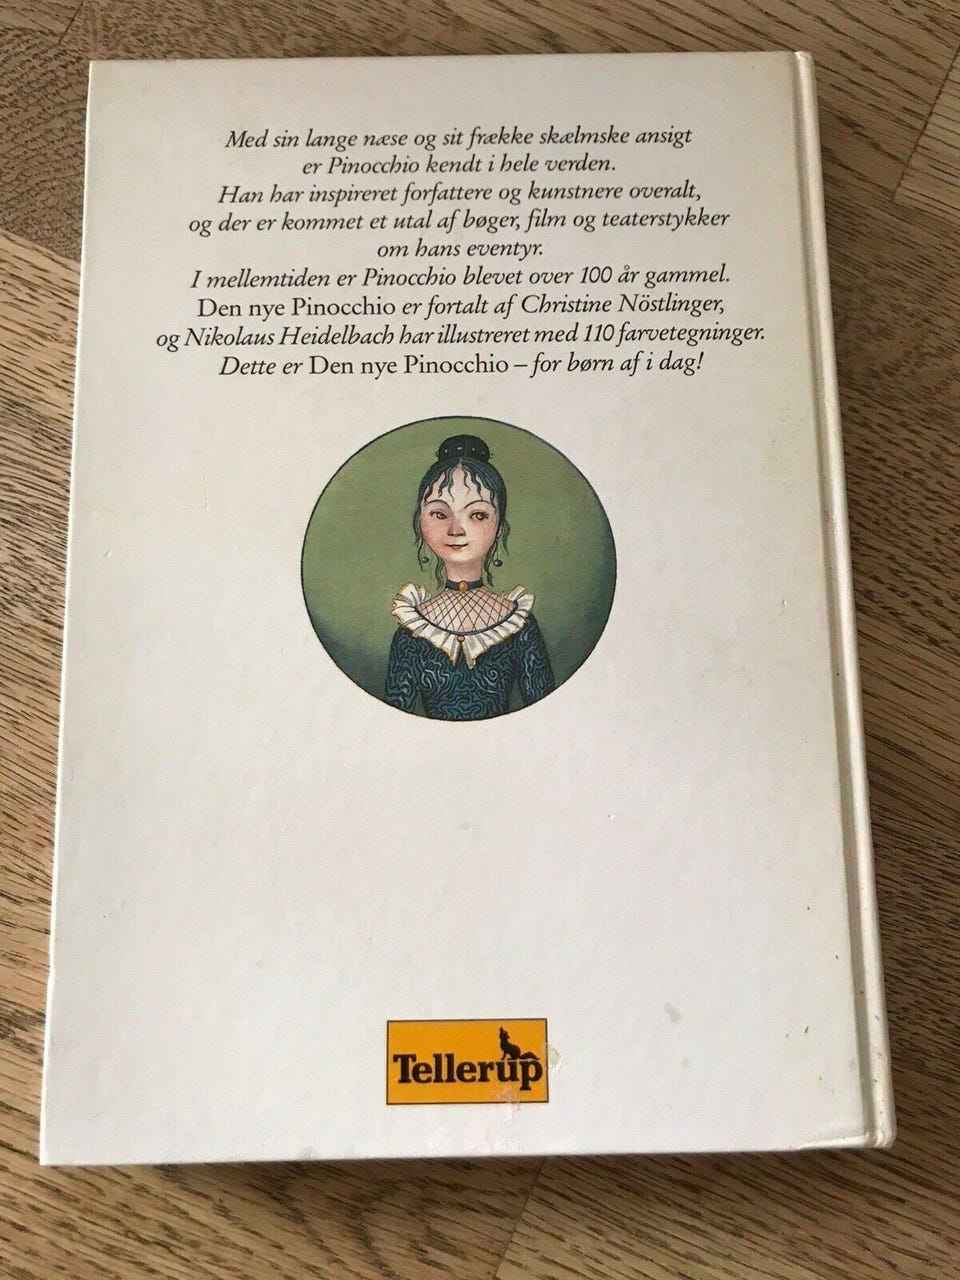 Med sin lange næse og sit frække skælmske ansigt
er Pinocchio kendt i hele verden.
Han har inspireret forfattere og kunstnere overalt,
og der er kommet et utal af bøger, film og teaterstykker
om hans eventyr.
I mellemtiden er Pinocchio blevet over 100 år gammel.
Den nye Pinocchio er fortalt af Christine Nöstlinger,
og Nikolaus Heidelbach har illustreret med 110 farvetegninger.
Dette er Den nye Pinocchio – for børn af i dag!
Tellerup